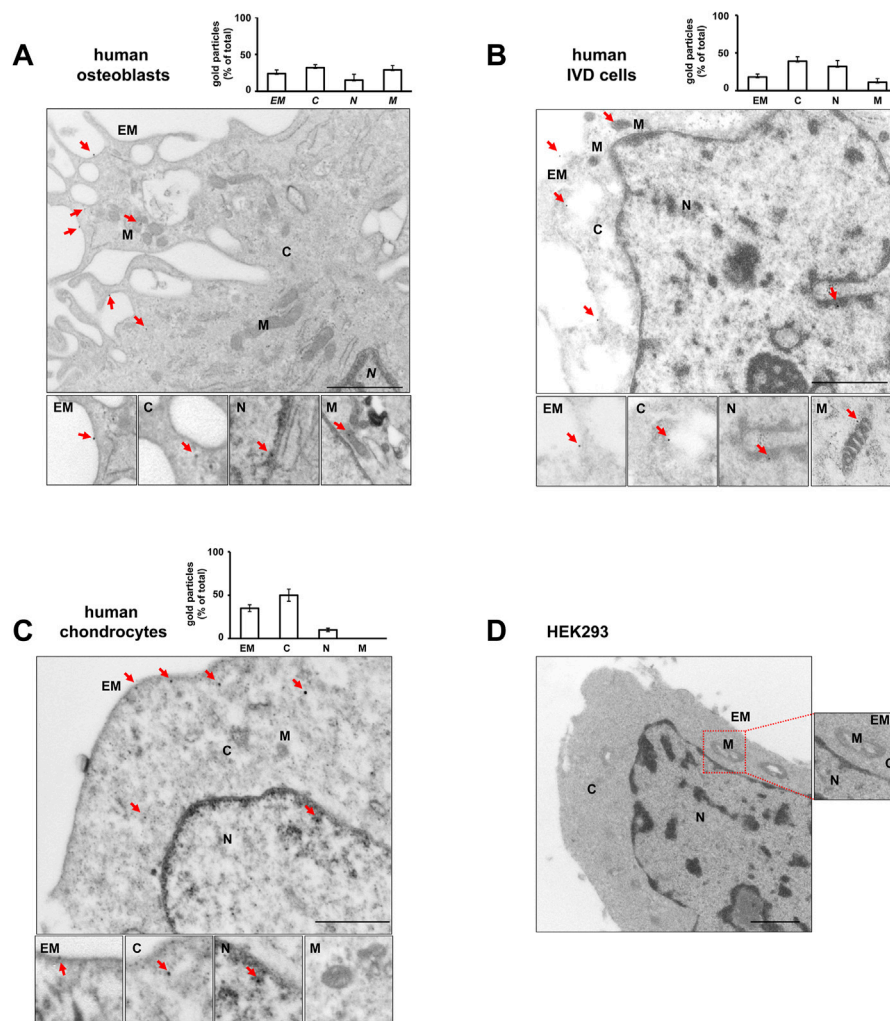 A
human
osteoblasts
gold particles
(% of total)
100
50
0
EM C N M
EM
M
C
M
N
EM C N M
B
human
IVD cells
gold particles
(% of total)
100
50
0
EM C N M
M
M
EM
N
C
EM C N M
C
human
chondrocytes
gold particles
(% of total)
100
50
0
EM C N M
EM
C M
N
EM C N M
D
HEK293
EM
M
C
N
EM
M
C
N